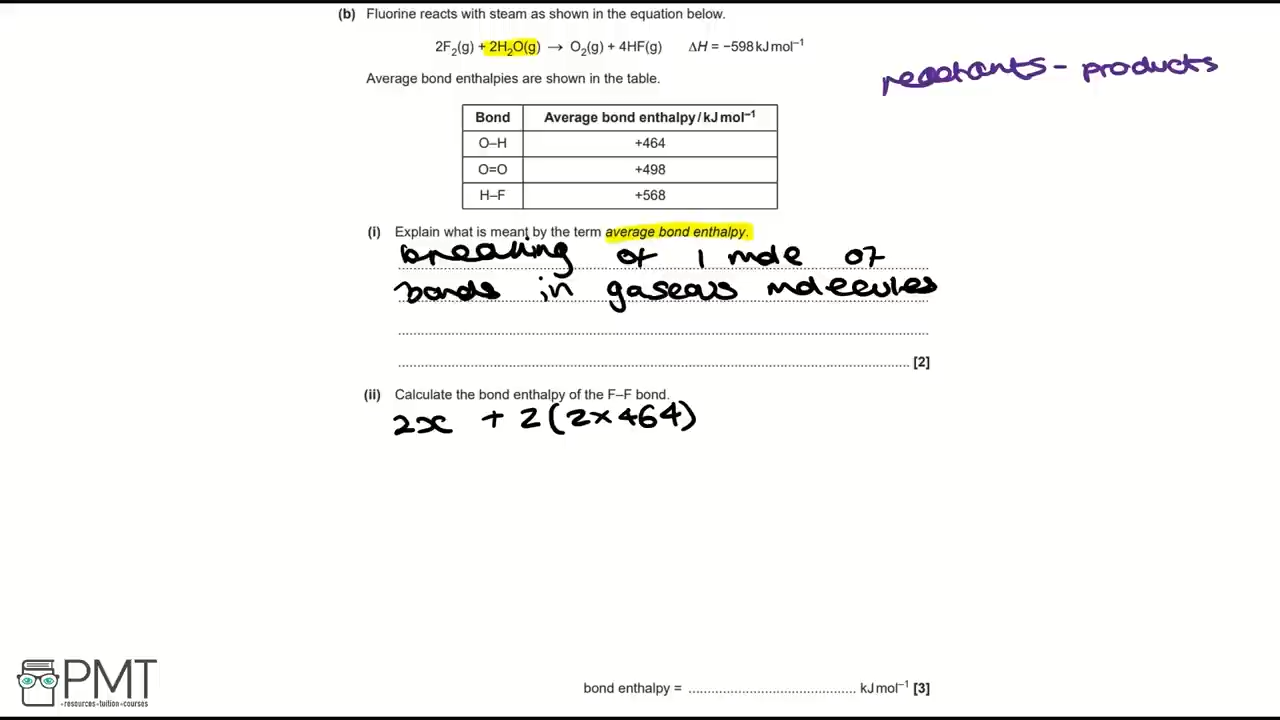 (b) Fluorine reacts with steam as shown in the equation below.
2F₂(g) + 2H₂O(g) → O₂(g) + 4HF(g) ΔH = −598 kJ mol⁻¹
reactants - products
Average bond enthalpies are shown in the table.
Bond Average bond enthalpy / kJ mol⁻¹
O–H +464
O=O +498
H–F +568
(i) Explain what is meant by the term average bond enthalpy.
breaking of 1 mole of
bonds in gaseous molecules
[2]
(ii) Calculate the bond enthalpy of the F–F bond.
2x + 2(2×464)
bond enthalpy = ............................................ kJ mol⁻¹ [3]
PMT
resources•tuition•courses